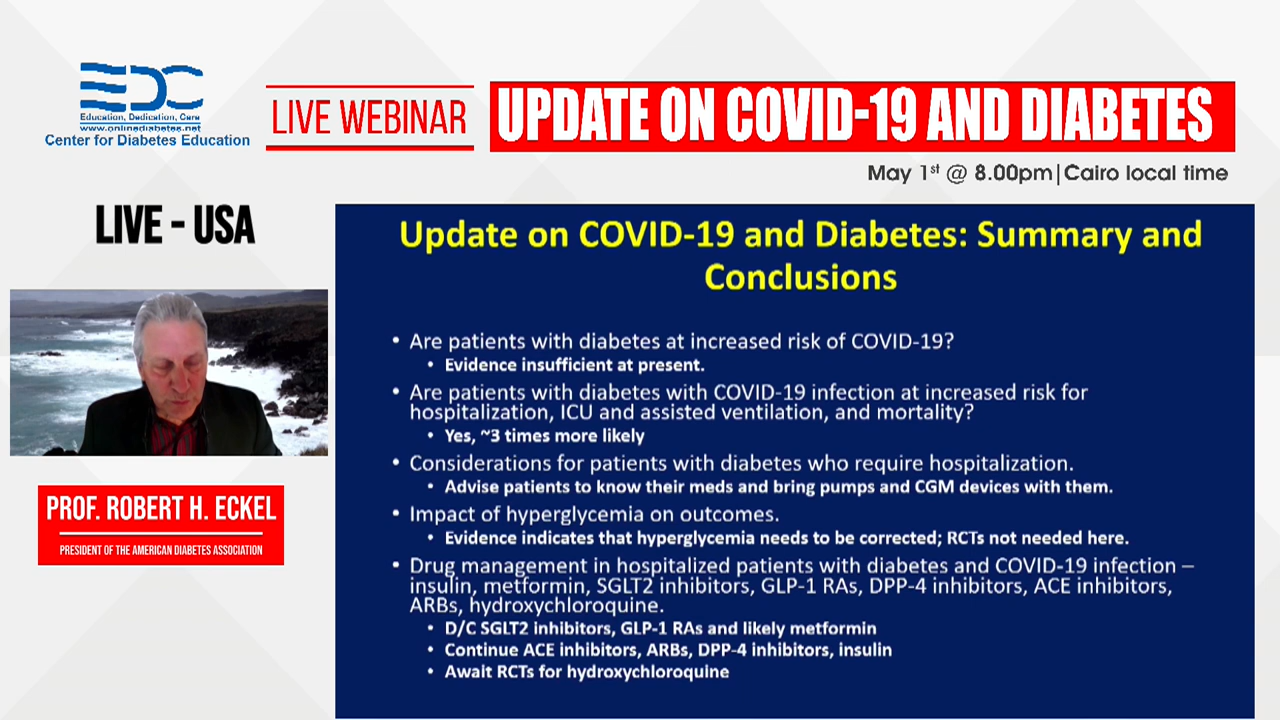 EDC
Education, Dedication, Care
www.onlinediabetes.net
Center for Diabetes Education
LIVE WEBINAR
UPDATE ON COVID-19 AND DIABETES
May 1st @ 8.00pm|Cairo local time
LIVE - USA
PROF. ROBERT H. ECKEL
PRESIDENT OF THE AMERICAN DIABETES ASSOCIATION
Update on COVID-19 and Diabetes: Summary and
Conclusions
• Are patients with diabetes at increased risk of COVID-19?
• Evidence insufficient at present.
• Are patients with diabetes with COVID-19 infection at increased risk for
hospitalization, ICU and assisted ventilation, and mortality?
• Yes, ~3 times more likely
• Considerations for patients with diabetes who require hospitalization.
• Advise patients to know their meds and bring pumps and CGM devices with them.
• Impact of hyperglycemia on outcomes.
• Evidence indicates that hyperglycemia needs to be corrected; RCTs not needed here.
• Drug management in hospitalized patients with diabetes and COVID-19 infection –
insulin, metformin, SGLT2 inhibitors, GLP-1 RAs, DPP-4 inhibitors, ACE inhibitors,
ARBs, hydroxychloroquine.
• D/C SGLT2 inhibitors, GLP-1 RAs and likely metformin
• Continue ACE inhibitors, ARBs, DPP-4 inhibitors, insulin
• Await RCTs for hydroxychloroquine